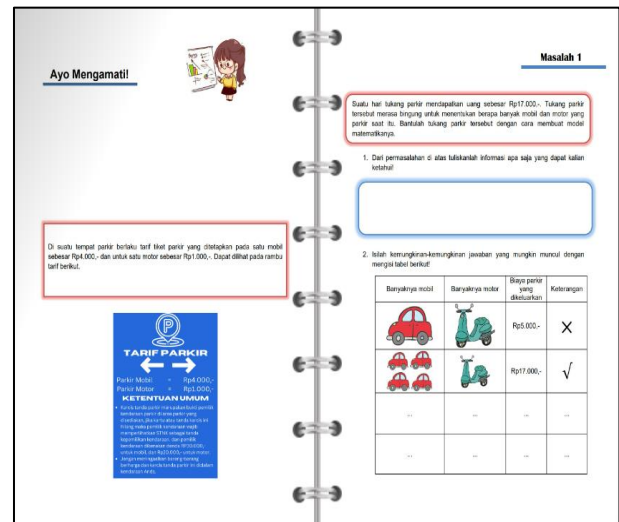 Ayo Mengamati!
Di suatu tempat parkir berlaku tarif tiket parkir yang ditetapkan pada satu mobil
sebesar Rp4.000,- dan untuk satu motor sebesar Rp1.000,-. Dapat dilihat pada rambu
tarif berikut.
P
TARIF PARKIR
Parkir Mobil = Rp4.000,-
Parkir Motor = Rp1.000,-
KETENTUAN UMUM
Masalah 1
Suatu hari tukang parkir mendapatkan uang sebesar Rp17.000,-. Tukang parkir
tersebut merasa bingung untuk menentukan berapa banyak mobil dan motor yang
parkir saat itu. Bantulah tukang parkir tersebut dengan cara membuat model
matematikanya.
1. Dari permasalahan di atas tuliskanlah informasi apa saja yang dapat kalian
ketahui!
2. Isilah kemungkinan-kemungkinan jawaban yang mungkin muncul dengan
mengisi tabel berikut!
Banyaknya mobil Banyaknya motor Biaya parkir yang dikeluarkan Keterangan
Rp5.000,- X
Rp17.000,- √
... ... ... ...
... ... ... ...